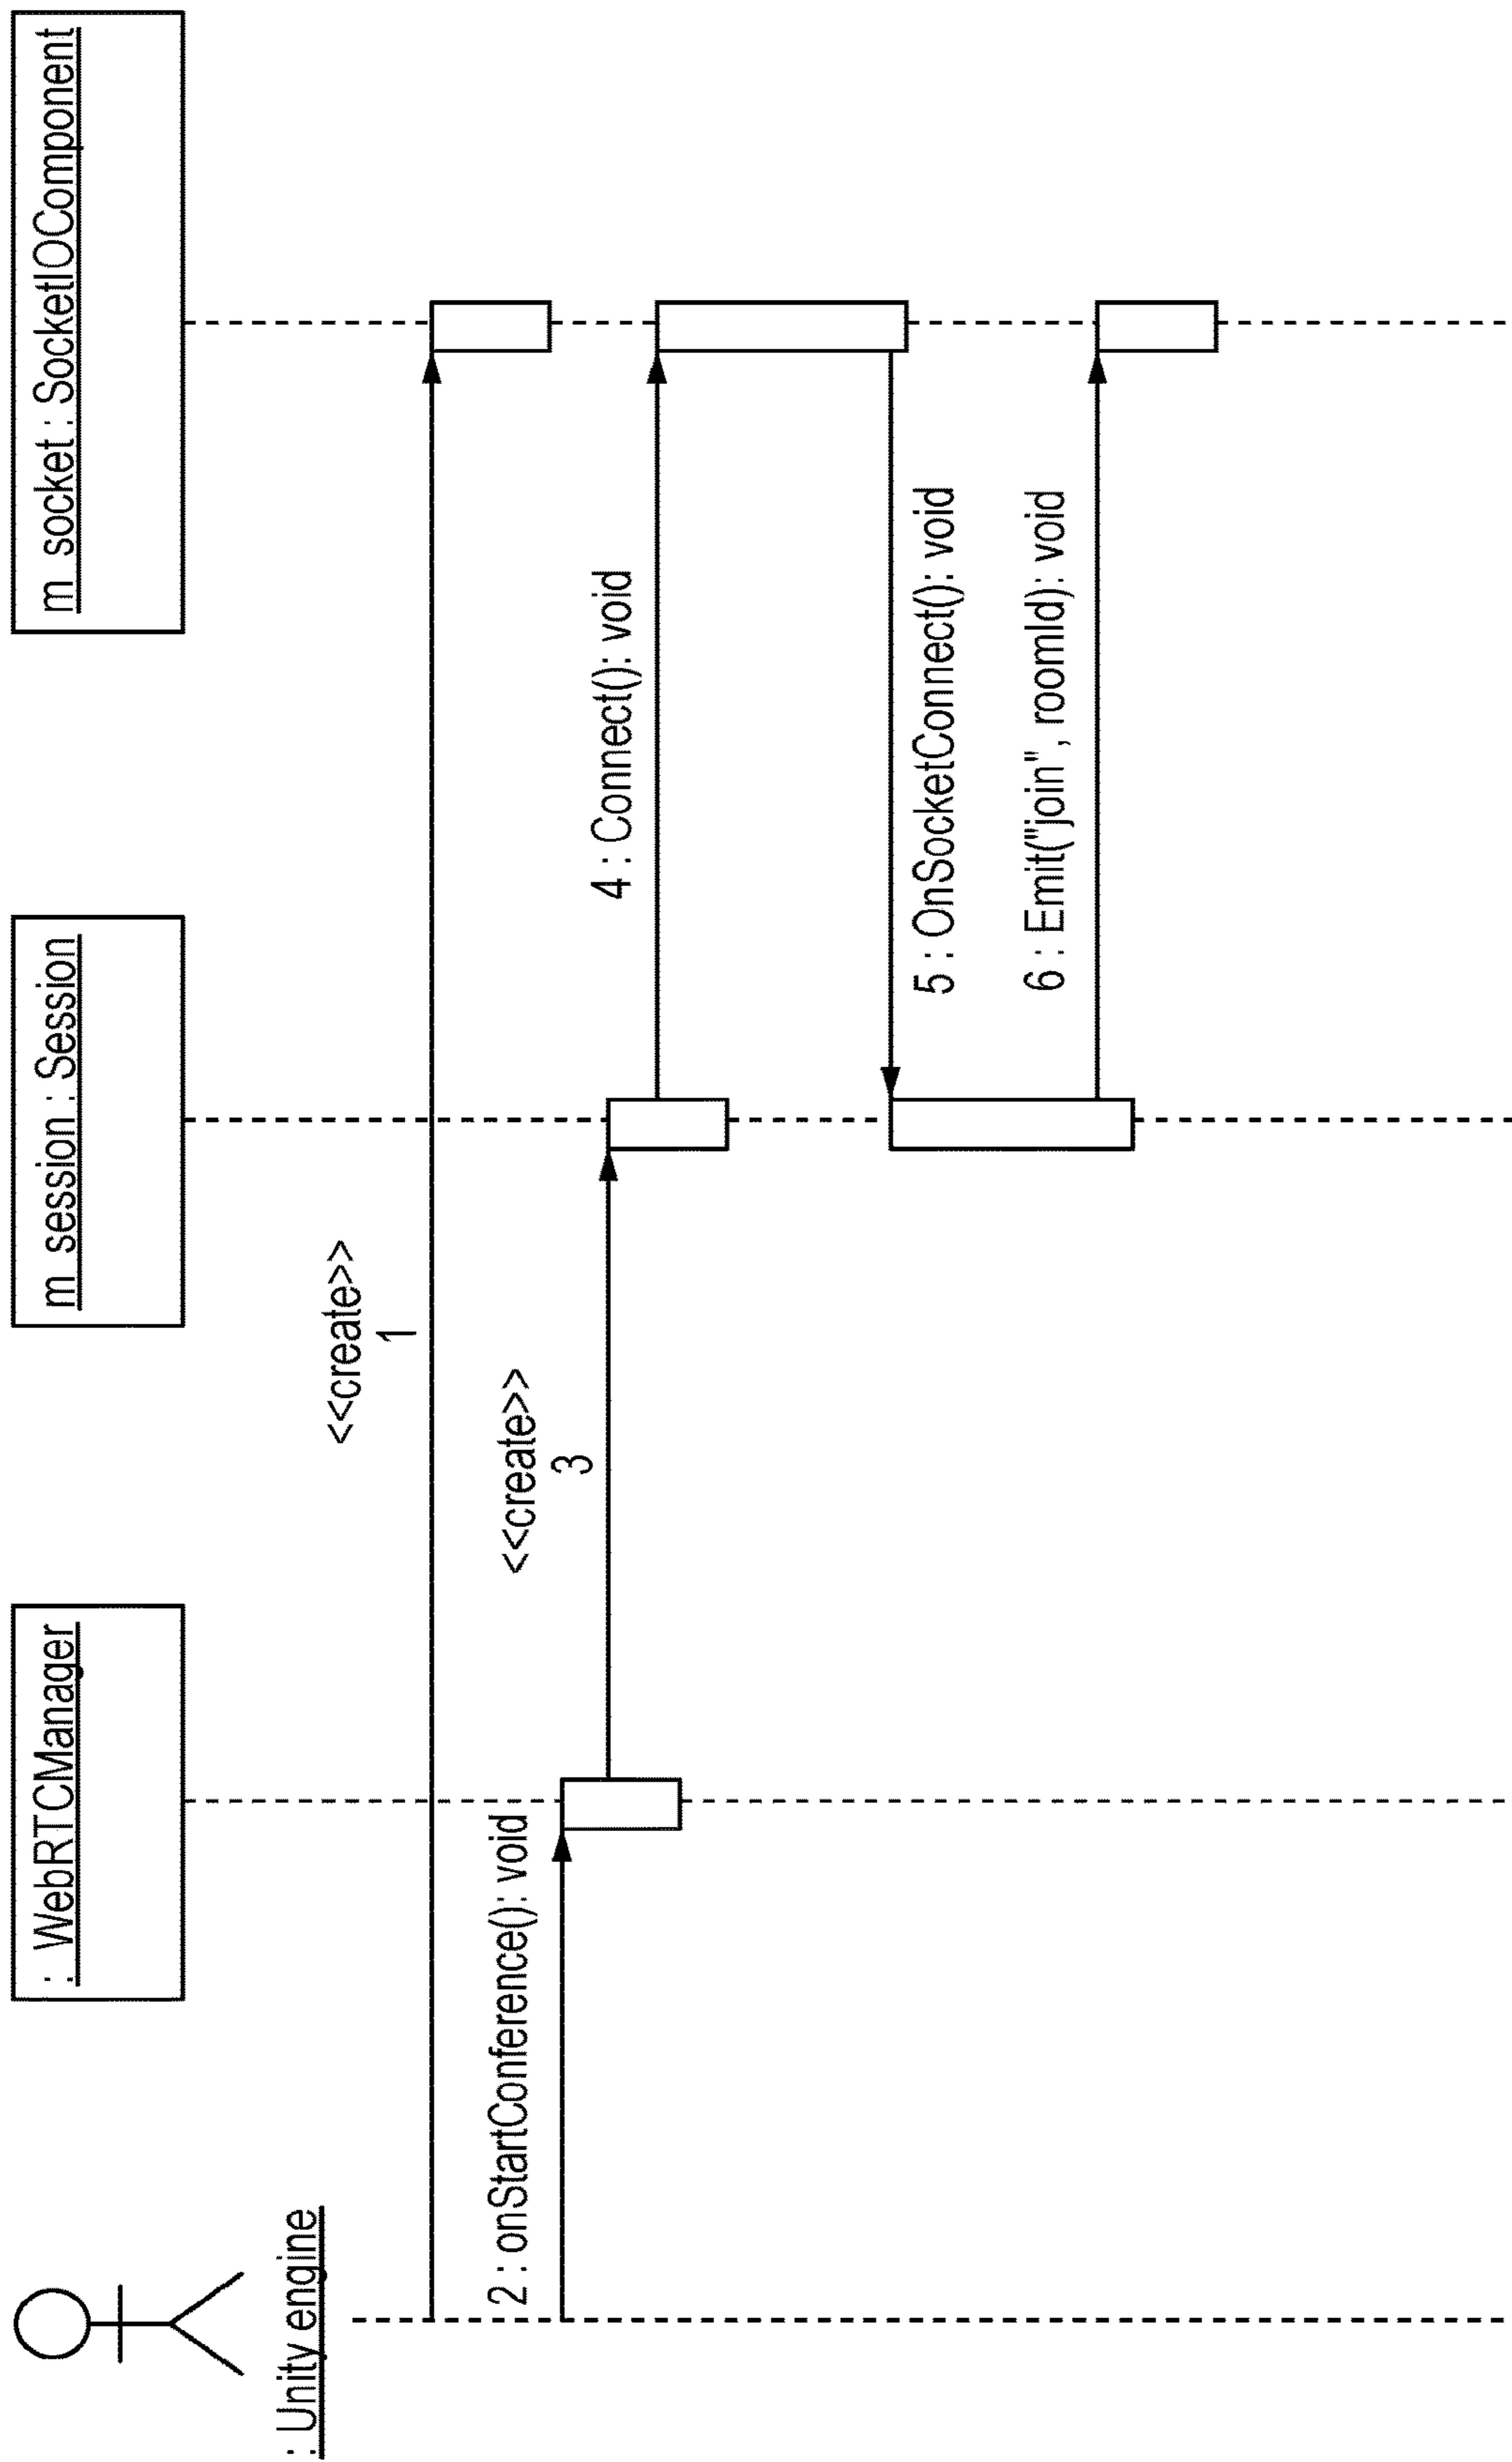 : Unity engine
: WebRTCManager
m_session : Session
m_socket : SocketIOComponent
<<create>>
1
2 : onStartConference(): void
<<create>>
3
4 : Connect(): void
5 : OnSocketConnect(): void
6 : Emit("join", roomId): void